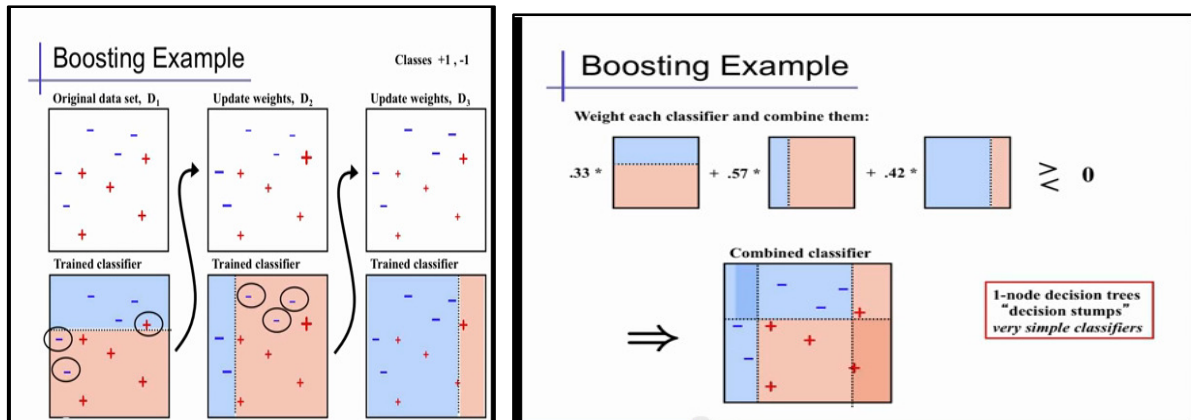 Boosting Example
Classes +1 , -1
Original data set, D₁
Update weights, D₂
Update weights, D₃
Trained classifier
Trained classifier
Trained classifier
Boosting Example
Weight each classifier and combine them:
.33 * + .57 * + .42 * ≷ 0
Combined classifier
1-node decision trees
"decision stumps"
very simple classifiers